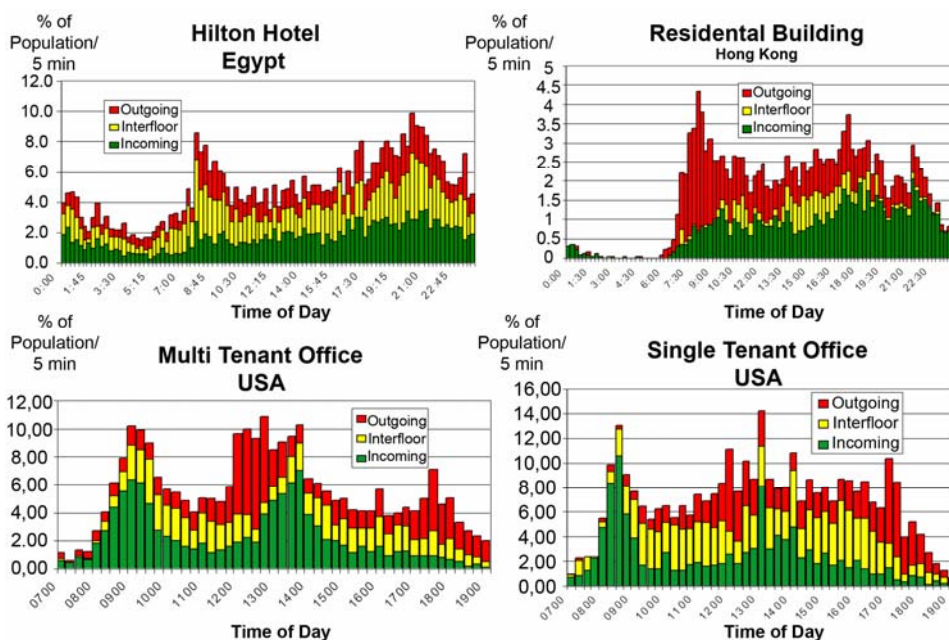 % of
Population/
5 min
Hilton Hotel
Egypt
12.0
10.0
8.0
6.0
4.0
2.0
0.0
Outgoing
Interfloor
Incoming
0:00 1:45 3:30 5:15 7:00 8:45 10:30 12:15 14:00 15:45 17:30 19:15 21:00 22:45
Time of Day
% of
Population/
5 min
Residental Building
Hong Kong
5
4.5
4
3.5
3
2.5
2
1.5
1
0.5
0
Outgoing
Interfloor
Incoming
0:00 1:30 3:00 4:30 6:00 7:30 9:00 10:30 12:00 13:30 15:00 16:30 18:00 19:30 21:00 22:30
Time of Day
% of
Population/
5 min
Multi Tenant Office
USA
12,00
10,00
8,00
6,00
4,00
2,00
0,00
Outgoing
Interfloor
Incoming
0700 0800 0900 1000 1100 1200 1300 1400 1500 1600 1700 1800 1900
Time of Day
% of
Population/
5 min
Single Tenant Office
USA
16,00
14,00
12,00
10,00
8,00
6,00
4,00
2,00
0,00
Outgoing
Interfloor
Incoming
0700 0800 0900 1000 1100 1200 1300 1400 1500 1600 1700 1800 1900
Time of Day